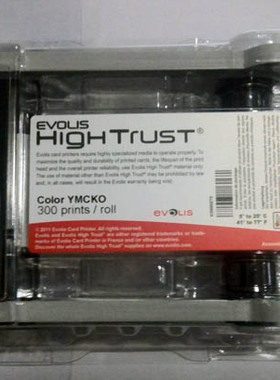 EVOLIS
HIGHTRUST®
Evolis card printers require highly specialized media to operate properly. To
maximize the quality and durability of printed cards, the lifespan of the print
head and the overall printer reliability, use Evolis High Trust® material only.
The use of material other than Evolis High Trust® may be prohibited by law
and, in all cases, will result in the Evolis warranty being void.
Color YMCKO
300 prints / roll
evolis
© 2011 Evolis Card Printer. All rights reserved.
Evolis and Evolis High Trust® are either registered trademarks or trade-
marks of Evolis Card Printer in France and/or other countries.
Discover the whole Evolis High Trust® supplies on www.evolis.com
5° to 25° C
41° to 77° F